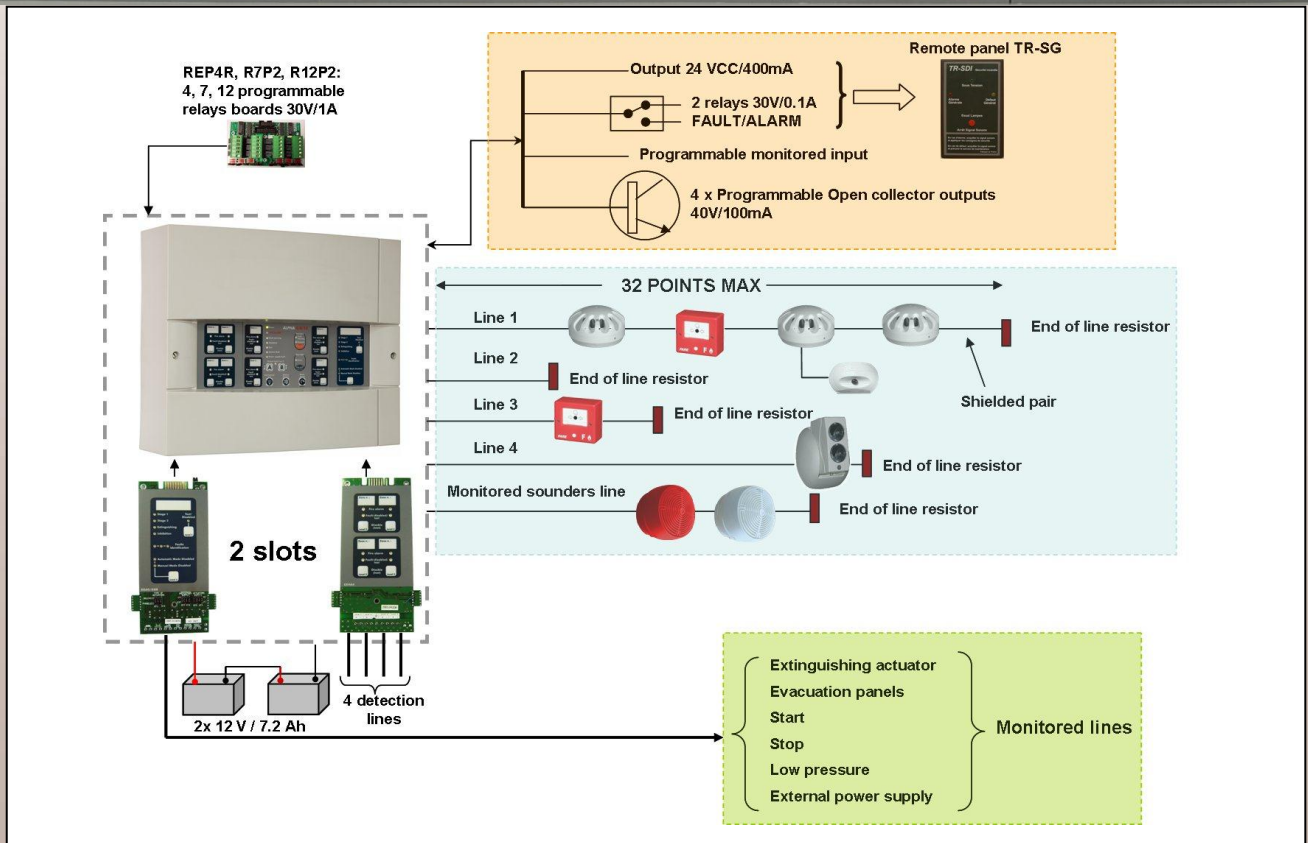 REP4R, R7P2, R12P2:
4, 7, 12 programmable
relays boards 30V/1A
Remote panel TR-SG
Output 24 VCC/400mA
2 relays 30V/0.1A
FAULT/ALARM
Programmable monitored input
4 x Programmable Open collector outputs
40V/100mA
TR-SDI
32 POINTS MAX
Line 1
End of line resistor
Line 2
End of line resistor
Shielded pair
Line 3
End of line resistor
Line 4
End of line resistor
Monitored sounders line
End of line resistor
2 slots
4 detection
lines
2x 12 V / 7.2 Ah
Extinguishing actuator
Evacuation panels
Start
Stop
Low pressure
External power supply
Monitored lines